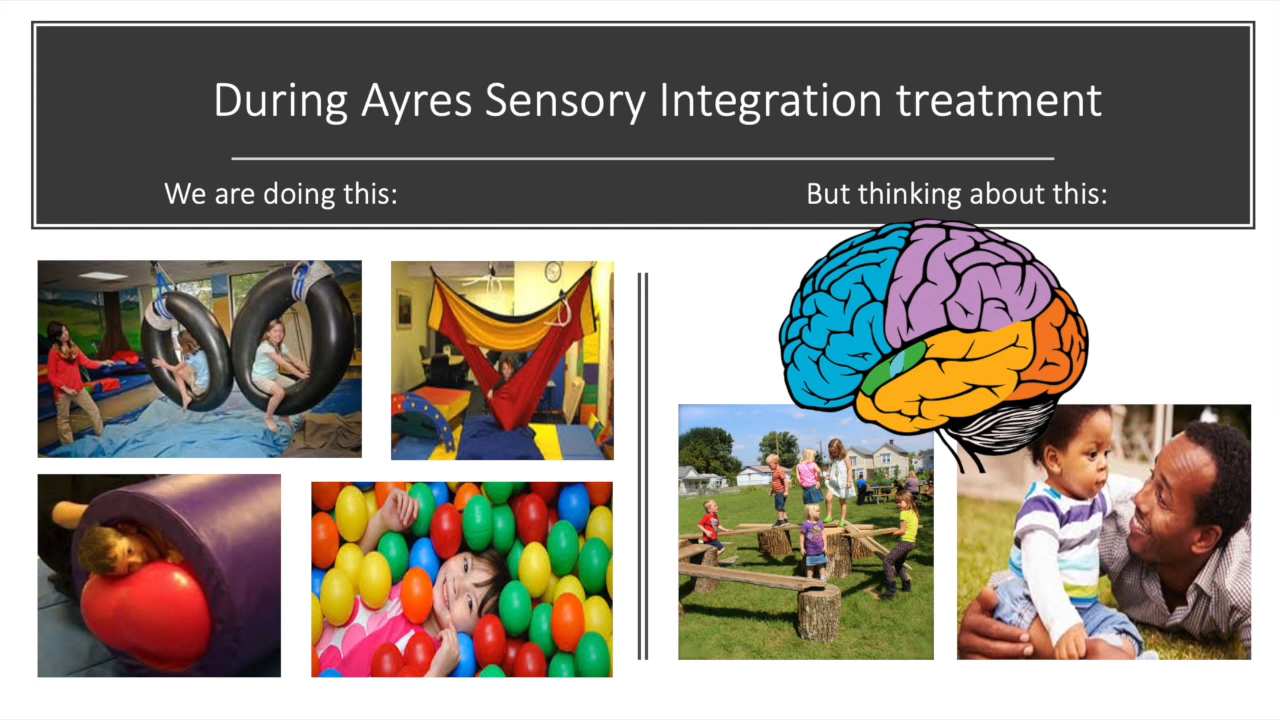 During Ayres Sensory Integration treatment
We are doing this:
But thinking about this: